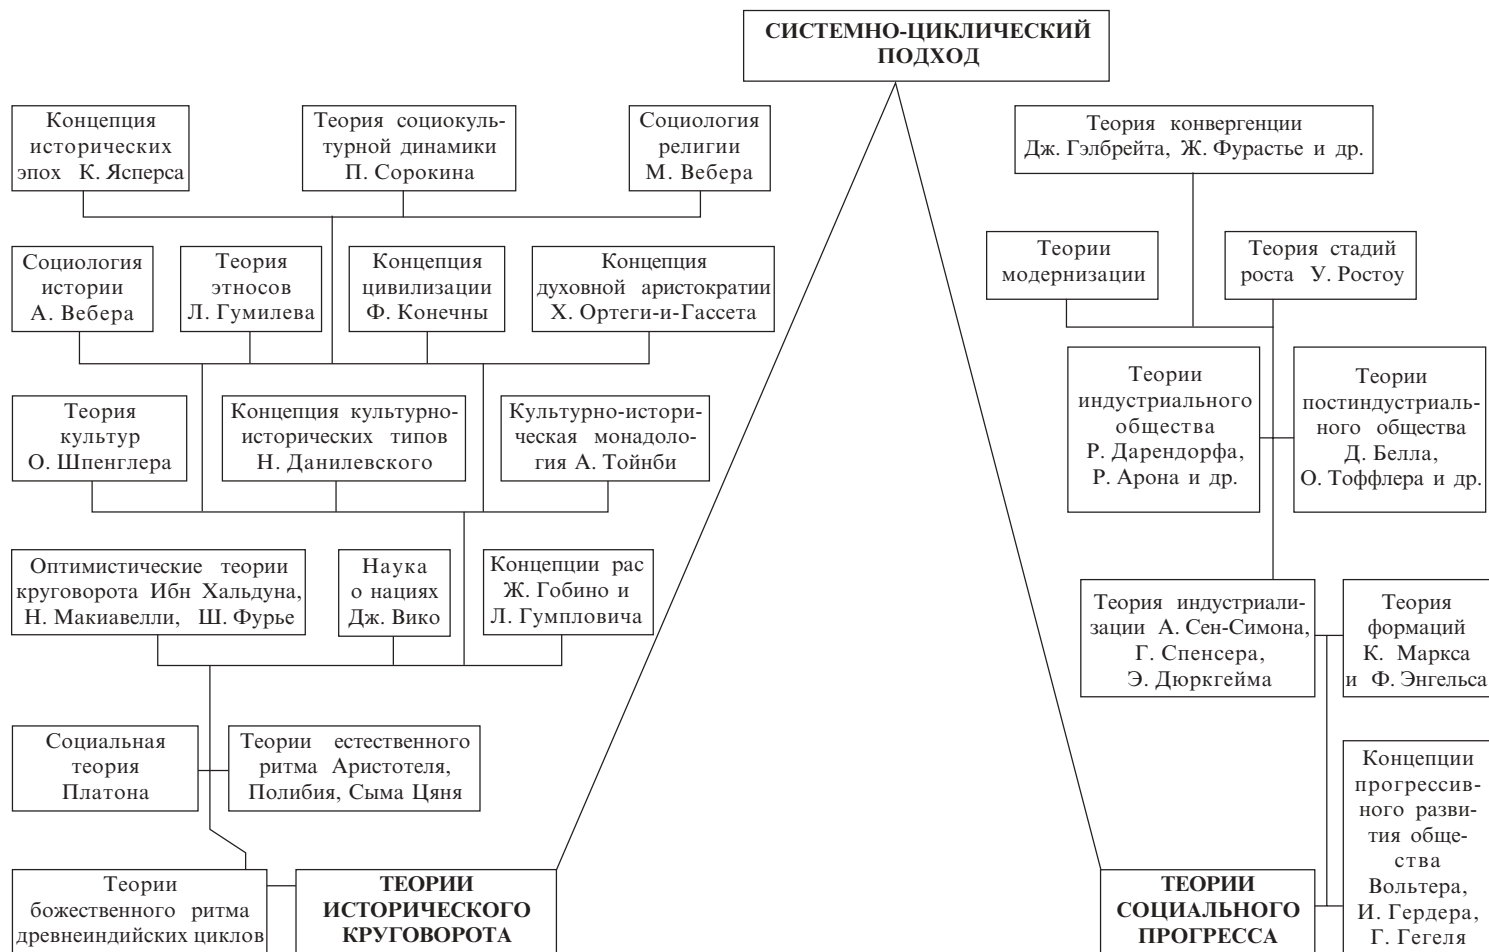 СИСТЕМНО-ЦИКЛИЧЕСКИЙ
ПОДХОД
Концепция
исторических
эпох К. Ясперса
Теория социокуль-
турной динамики
П. Сорокина
Социология
религии
М. Вебера
Теория конвергенции
Дж. Гэлбрейта, Ж. Фурастье и др.
Социология
истории
А. Вебера
Теория
этносов
Л. Гумилева
Концепция
цивилизации
Ф. Конечны
Концепция
духовной аристократии
Х. Ортеги-и-Гассета
Теории
модернизации
Теория стадий
роста У. Ростоу
Теория
культур
О. Шпенглера
Концепция культурно-
исторических типов
Н. Данилевского
Культурно-истори-
ческая монадоло-
гия А. Тойнби
Теории
индустриального
общества
Р. Дарендорфа,
Р. Арона и др.
Теории
постиндустриаль-
ного общества
Д. Белла,
О. Тоффлера и др.
Оптимистические теории
круговорота Ибн Хальдуна,
Н. Макиавелли, Ш. Фурье
Наука
о нациях
Дж. Вико
Концепции рас
Ж. Гобино и
Л. Гумпловича
Теория индустриали-
зации А. Сен-Симона,
Г. Спенсера,
Э. Дюркгейма
Теория
формаций
К. Маркса
и Ф. Энгельса
Социальная
теория
Платона
Теории естественного
ритма Аристотеля,
Полибия, Сыма Цяня
Концепции
прогрессив-
ного разви-
тия обще-
ства
Вольтера,
И. Гердера,
Г. Гегеля
Теории
божественного ритма
древнеиндийских циклов
ТЕОРИИ
ИСТОРИЧЕСКОГО
КРУГОВОРОТА
ТЕОРИИ
СОЦИАЛЬНОГО
ПРОГРЕССА